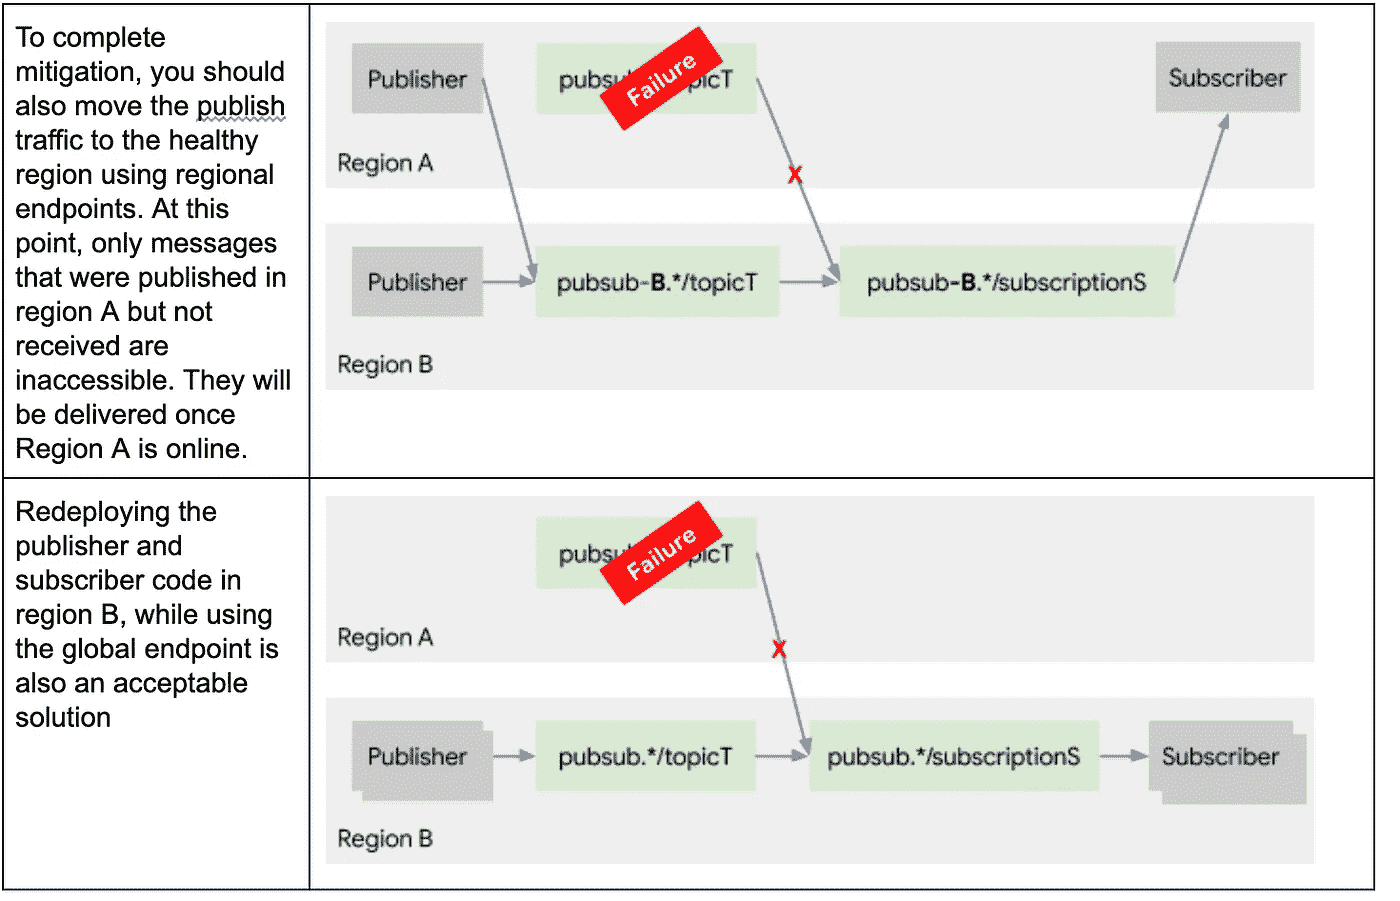 To complete
mitigation, you should
also move the publish
traffic to the healthy
region using regional
endpoints. At this
point, only messages
that were published in
region A but not
received are
inaccessible. They will
be delivered once
Region A is online.
Publisher
pubsu
Failure
picT
Subscriber
Region A
X
Publisher
pubsub-B.*/topicT
pubsub-B.*/subscriptionS
Region B
Redeploying the
publisher and
subscriber code in
region B, while using
the global endpoint is
also an acceptable
solution
pubsu
Failure
picT
Region A
X
Publisher
pubsub.*/topicT
pubsub.*/subscriptionS
Subscriber
Region B